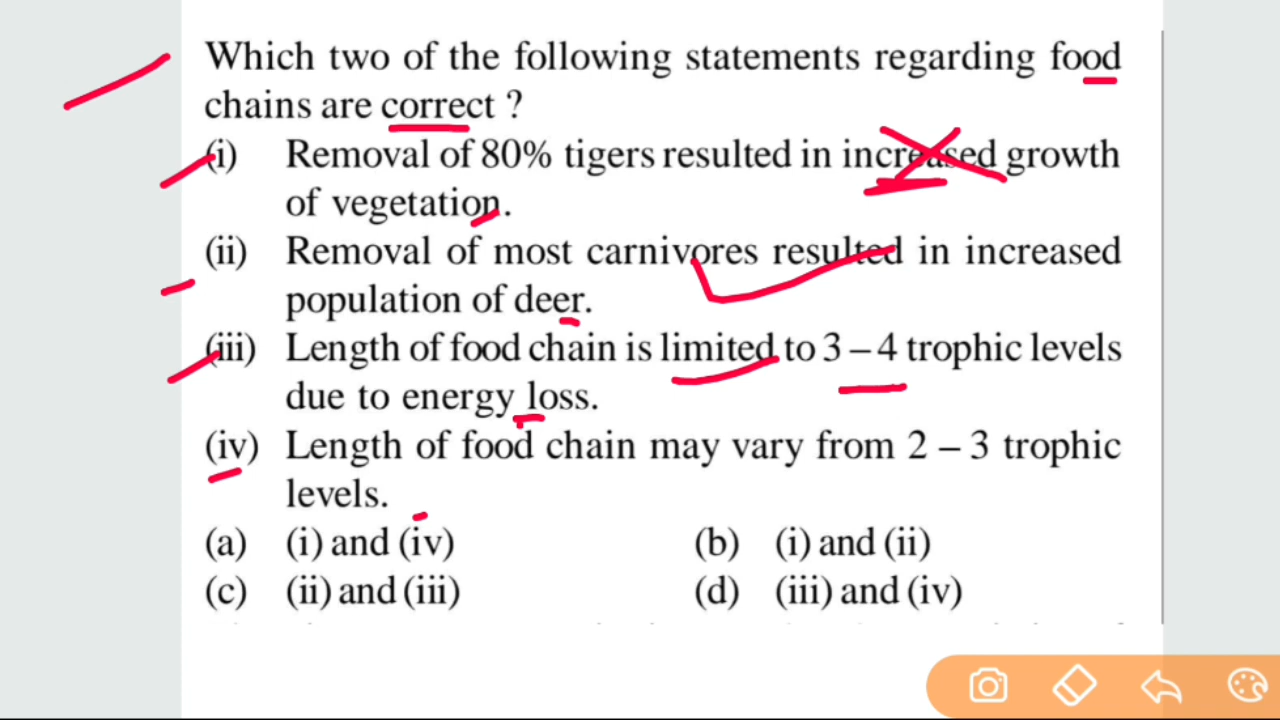 Which two of the following statements regarding food
chains are correct ?
(i) Removal of 80% tigers resulted in increased growth
of vegetation.
(ii) Removal of most carnivores resulted in increased
population of deer.
(iii) Length of food chain is limited to 3 – 4 trophic levels
due to energy loss.
(iv) Length of food chain may vary from 2 – 3 trophic
levels.
(a) (i) and (iv) (b) (i) and (ii)
(c) (ii) and (iii) (d) (iii) and (iv)